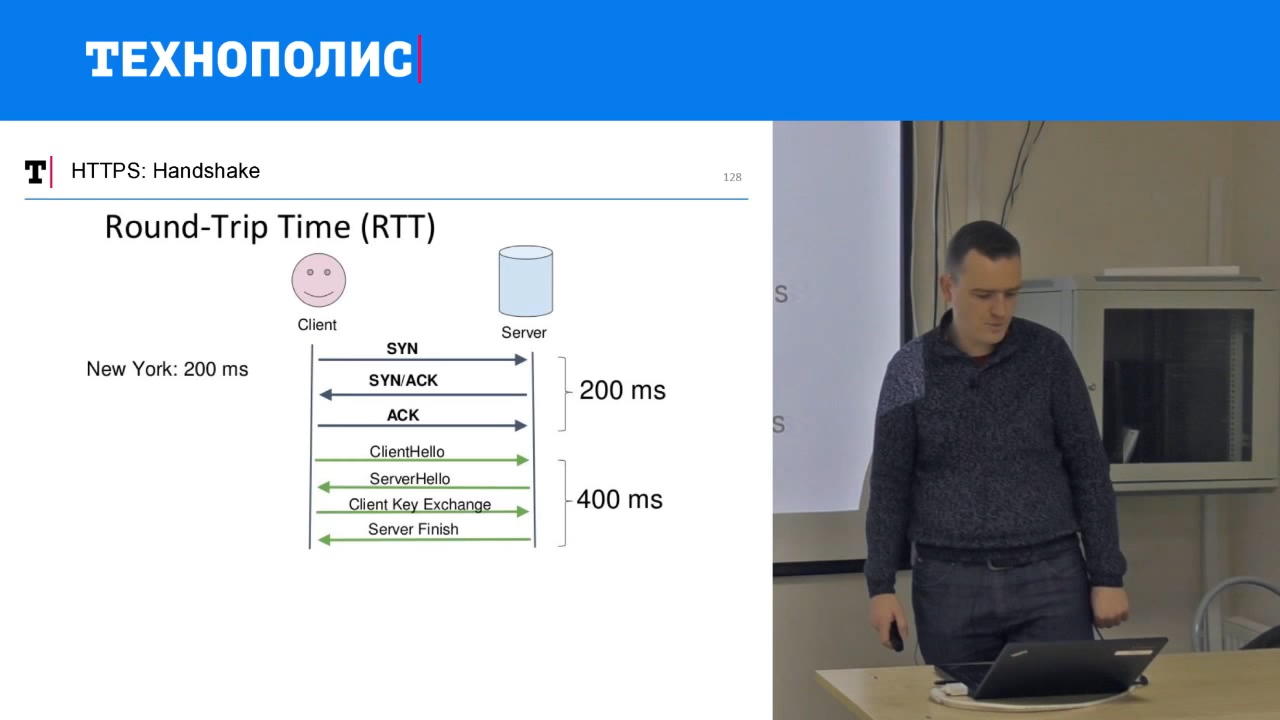 ТЕХНОПОЛИС
T HTTPS: Handshake
128
Round-Trip Time (RTT)
Client
Server
New York: 200 ms
SYN
SYN/ACK
200 ms
ACK
ClientHello
ServerHello
Client Key Exchange
400 ms
Server Finish
s
s